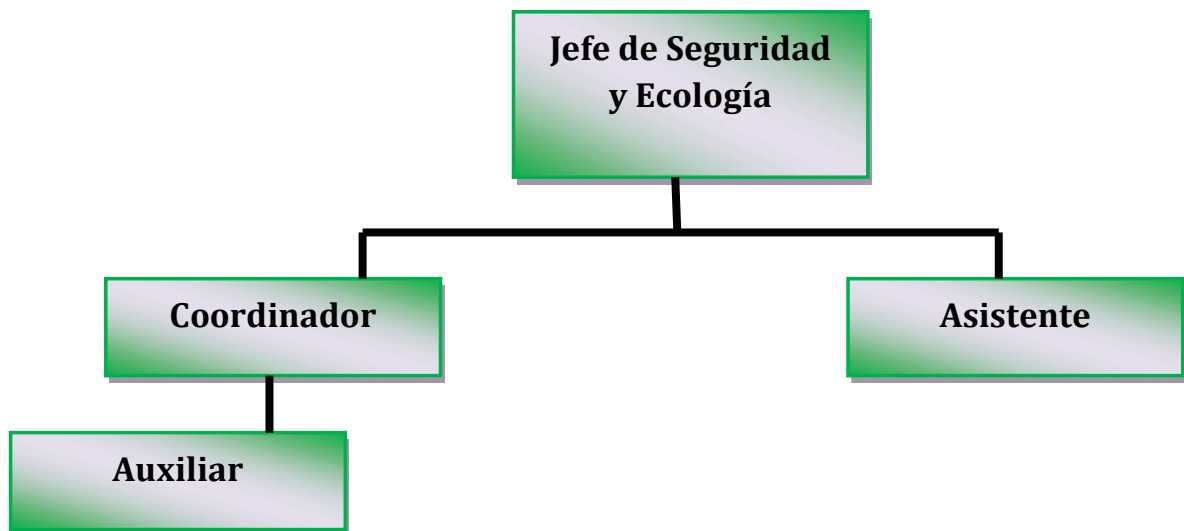 Jefe de Seguridad
y Ecología
Coordinador
Asistente
Auxiliar